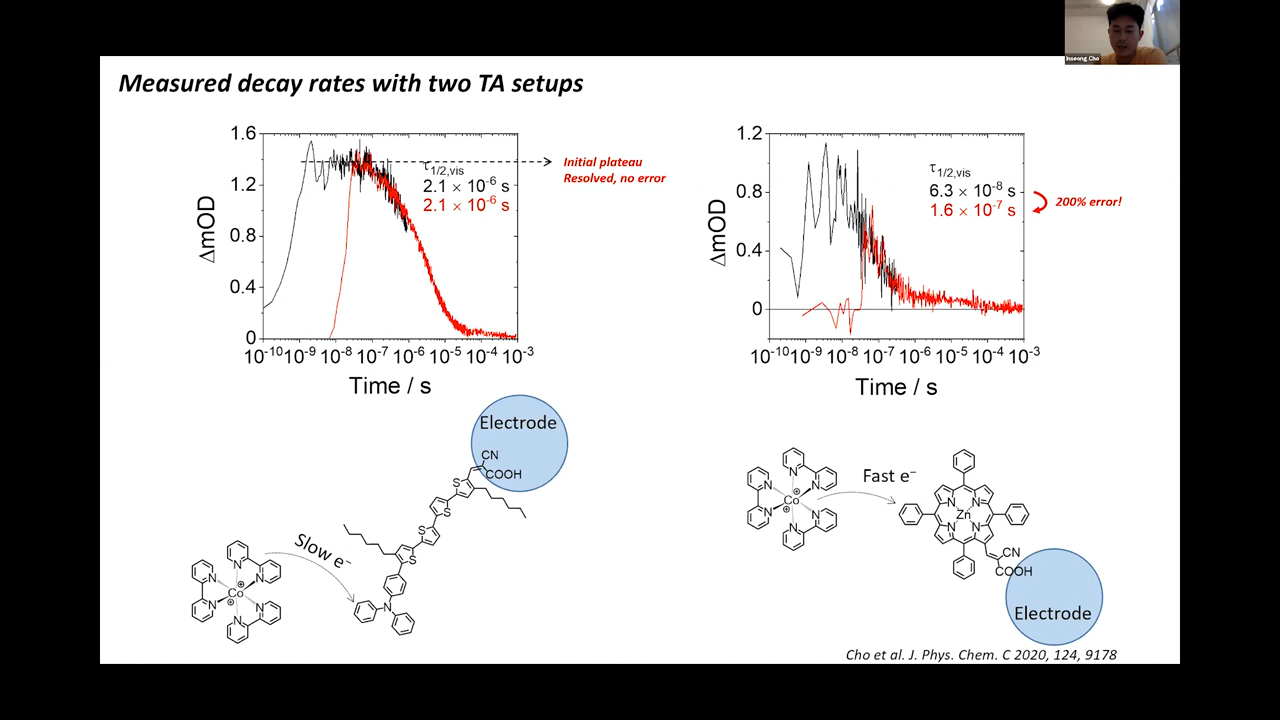 Inseong Cho
Measured decay rates with two TA setups
1.6
1.2
0.8
0.4
0
ΔmOD
τ1/2,vis
2.1 × 10-6 s
2.1 × 10-6 s
Initial plateau
Resolved, no error
10-10 10-9 10-8 10-7 10-6 10-5 10-4 10-3
Time / s
1.2
0.8
0.4
0
ΔmOD
τ1/2,vis
6.3 × 10-8 s
1.6 × 10-7 s
200% error!
10-10 10-9 10-8 10-7 10-6 10-5 10-4 10-3
Time / s
Electrode
CN
COOH
S
S
S
S
N
Slow e−
N
N
N
N
N
N
Co
⊕
⊕
N
N
N
N
N
N
Co
⊕
⊕
Fast e−
N
N
N
N
Zn
CN
COOH
Electrode
Cho et al. J. Phys. Chem. C 2020, 124, 9178